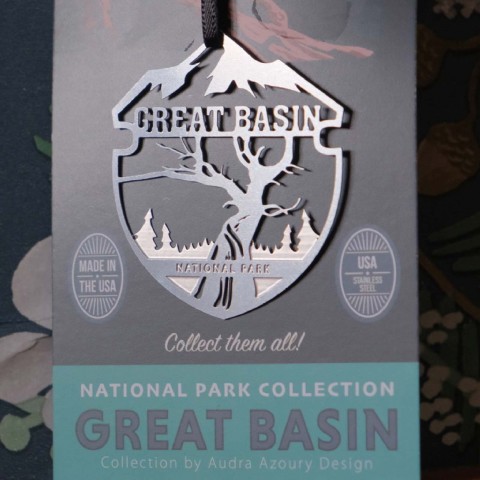 GREAT BASIN
NATIONAL PARK
MADE IN
THE USA
USA
STAINLESS
STEEL
Collect them all!
NATIONAL PARK COLLECTION
GREAT BASIN
Collection by Audra Azoury Design